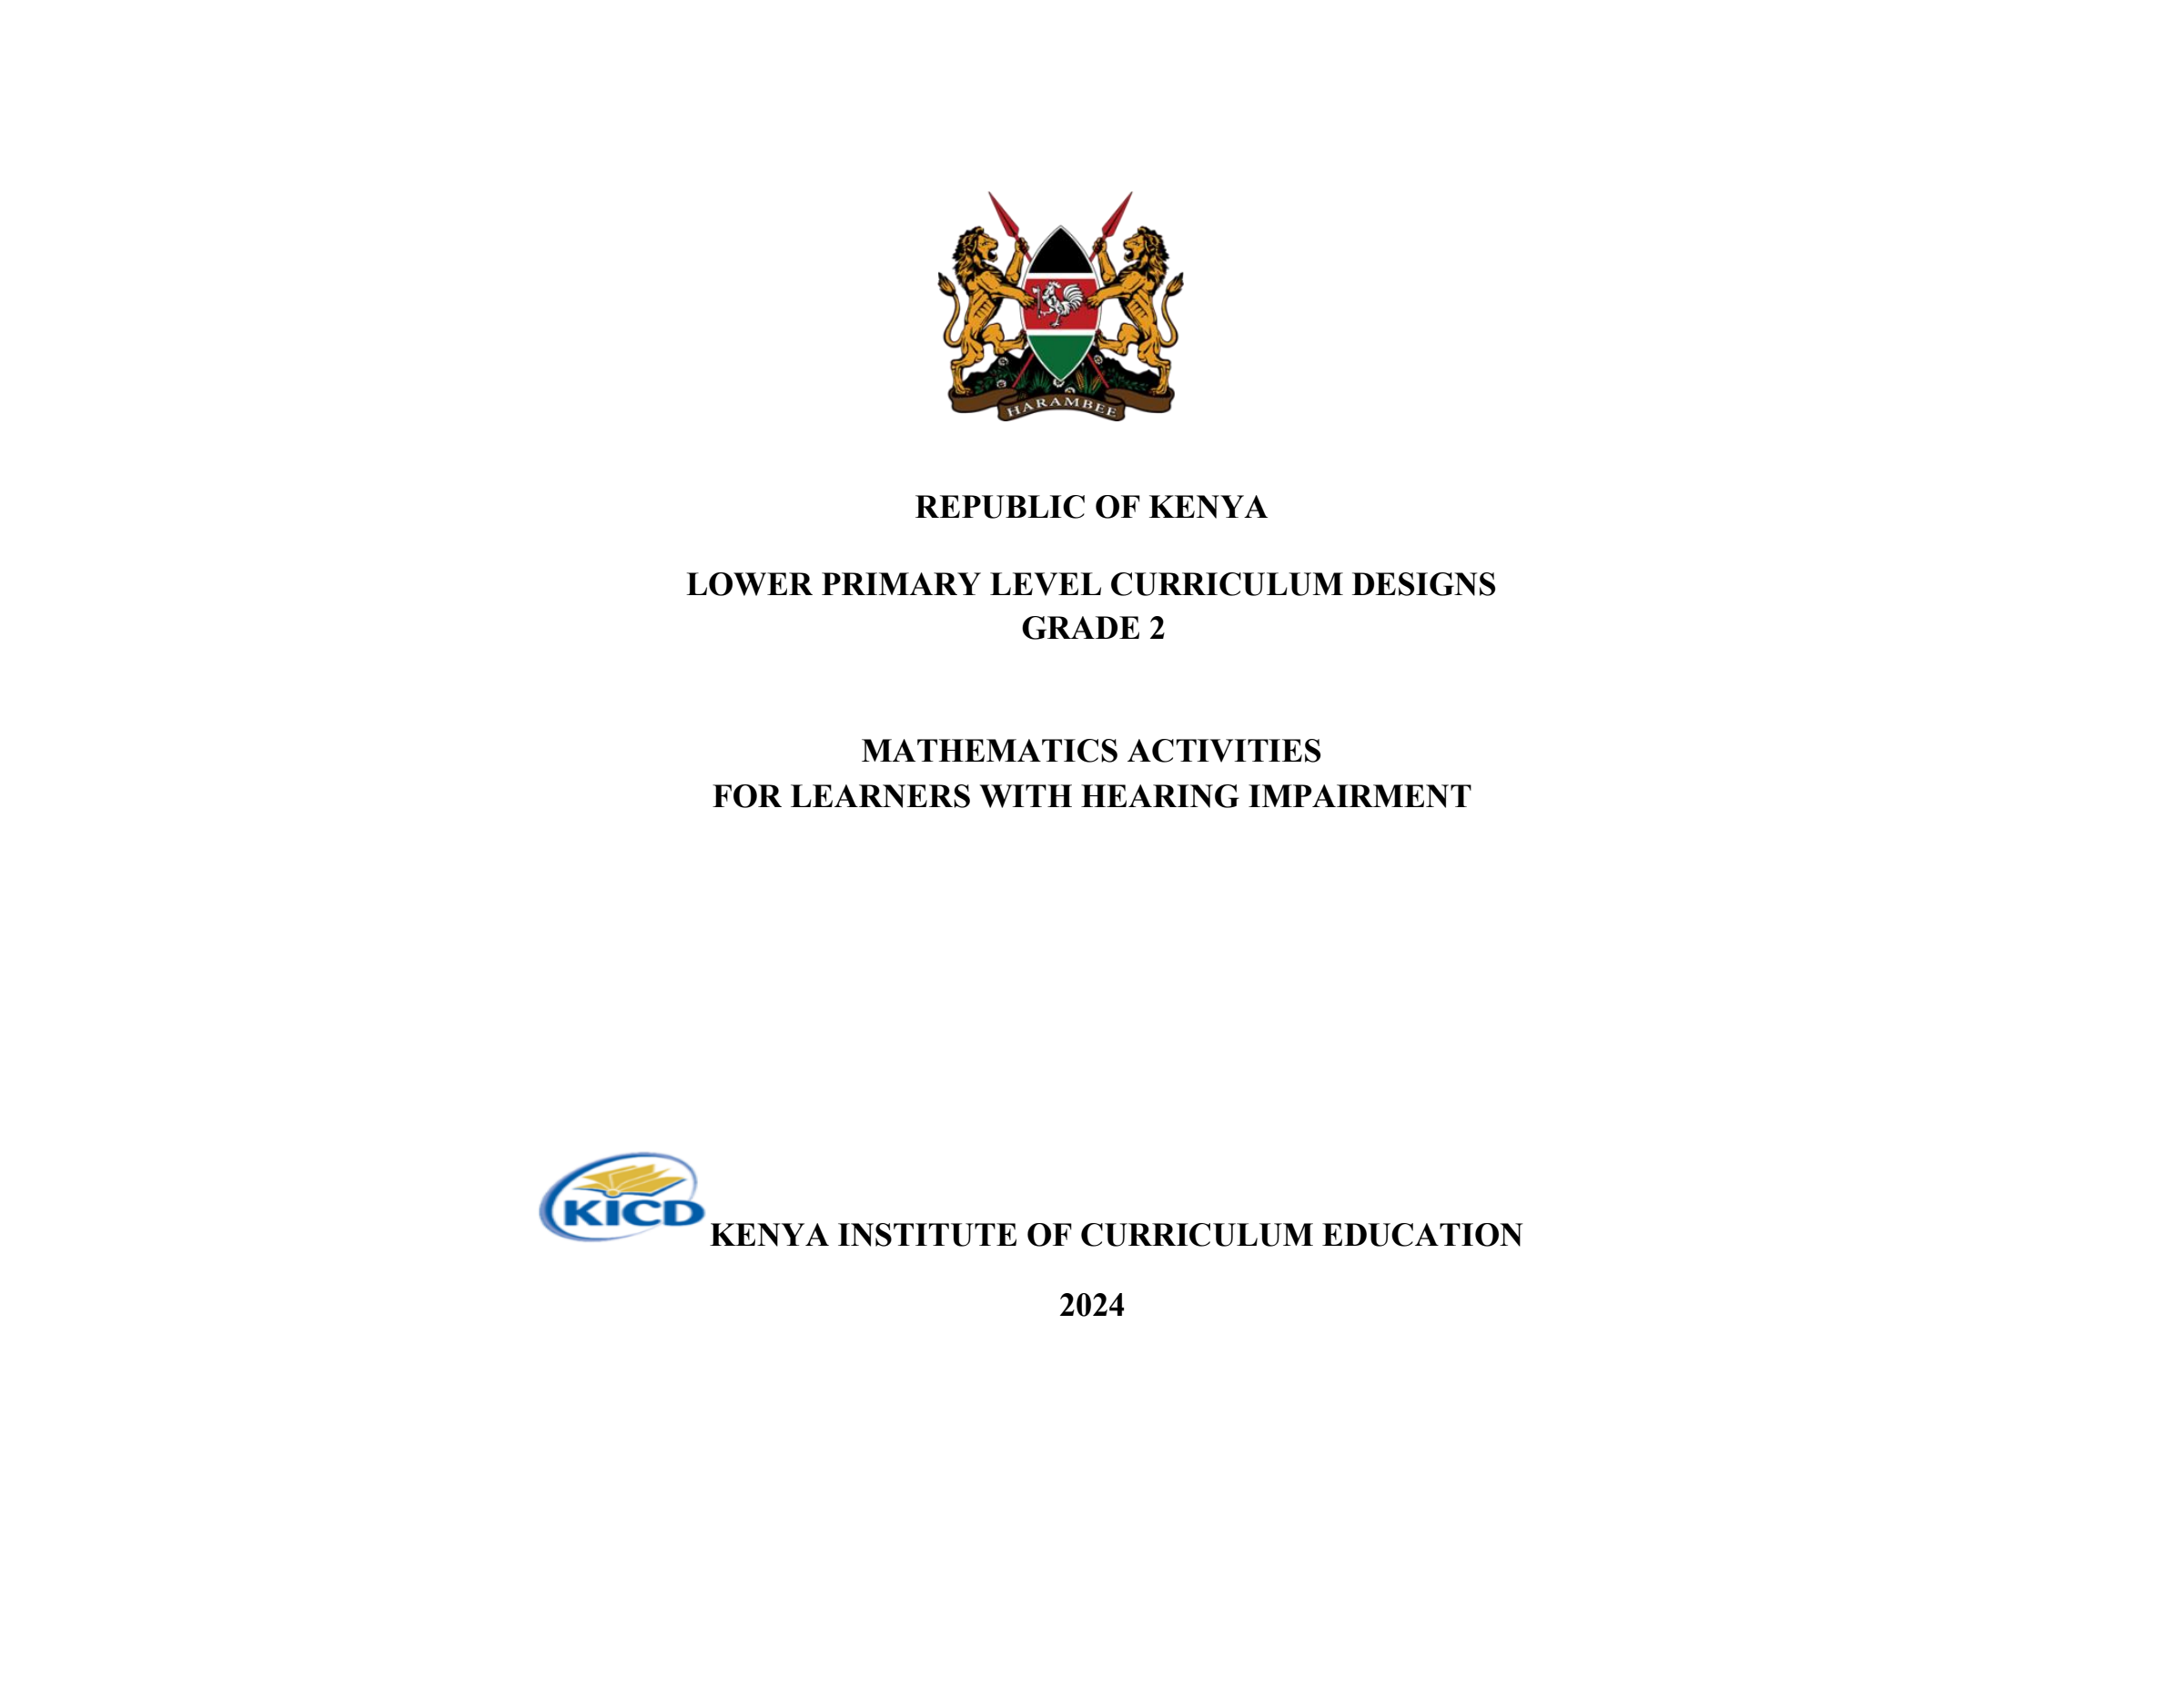 HARAMBEE
REPUBLIC OF KENYA
LOWER PRIMARY LEVEL CURRICULUM DESIGNS
GRADE 2
MATHEMATICS ACTIVITIES
FOR LEARNERS WITH HEARING IMPAIRMENT
KICD KENYA INSTITUTE OF CURRICULUM EDUCATION
2024